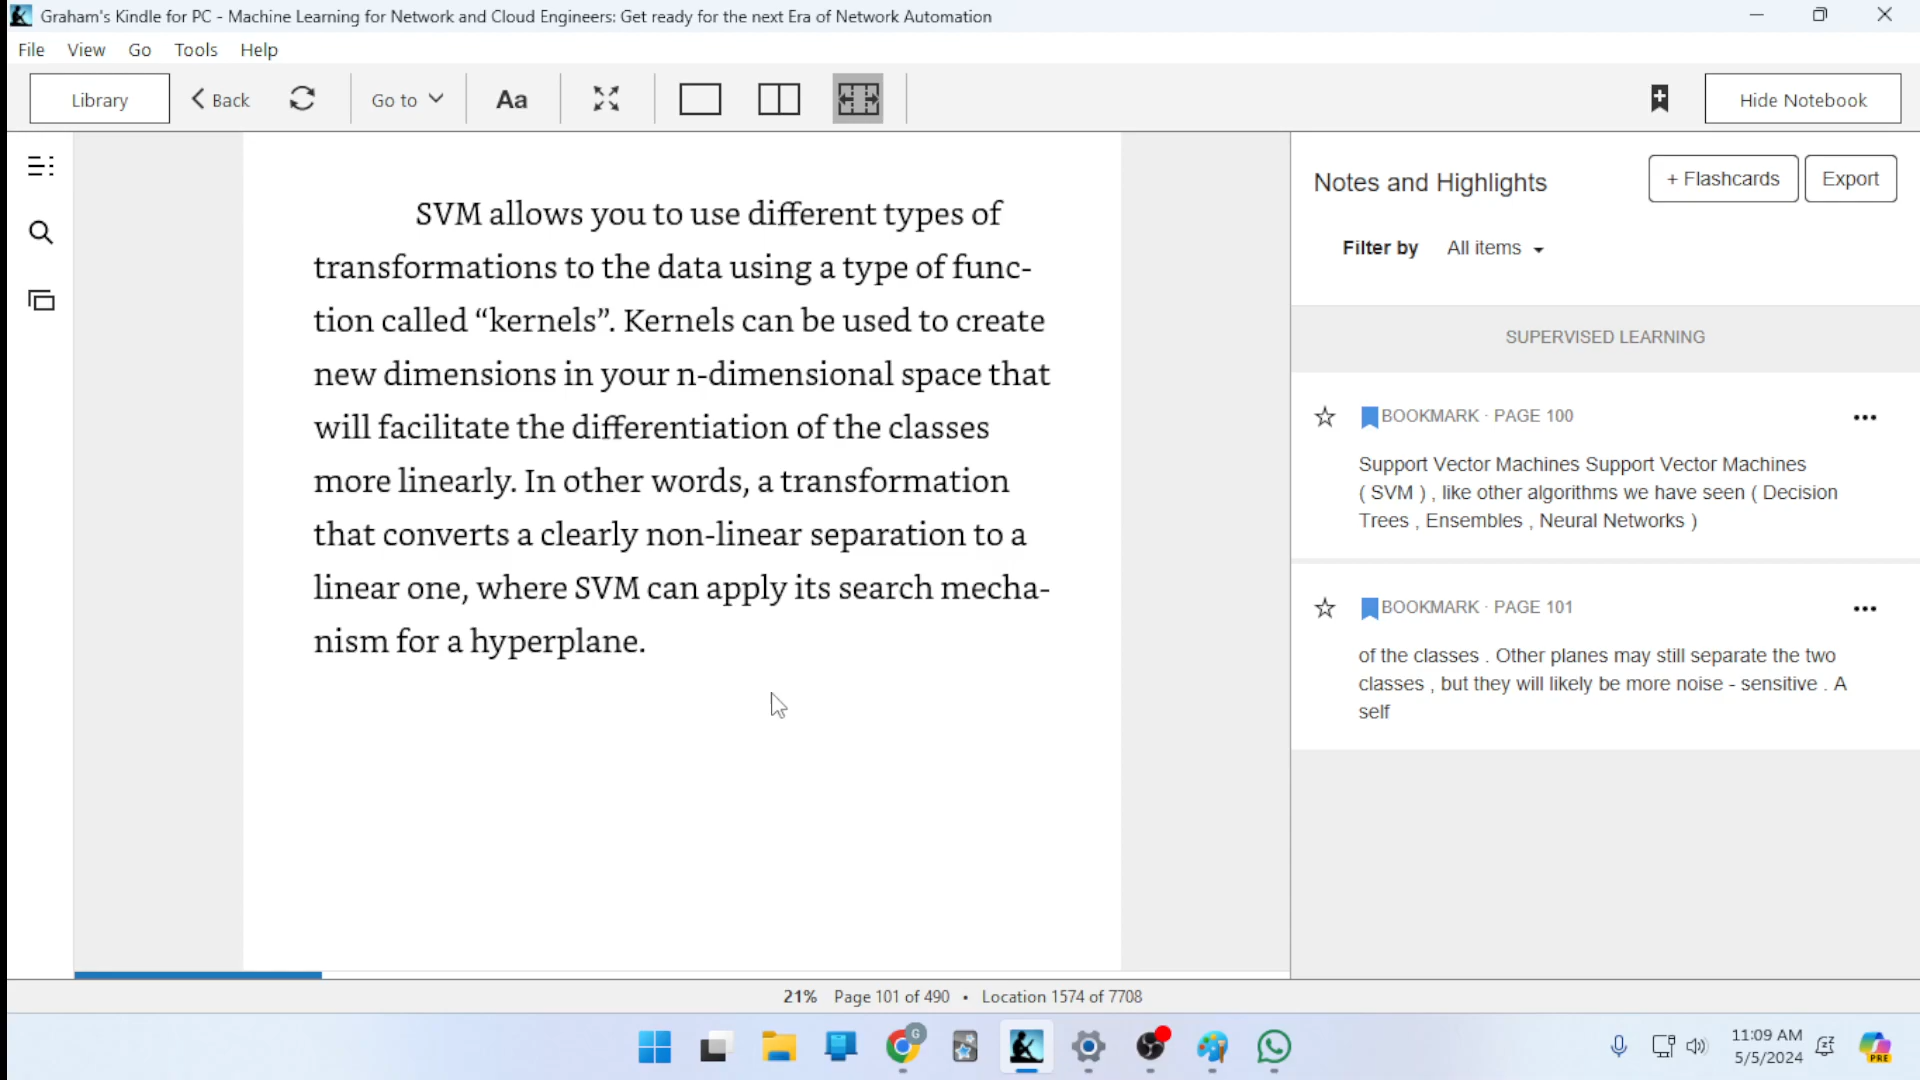 Graham's Kindle for PC - Machine Learning for Network and Cloud Engineers: Get ready for the next Era of Network Automation
File View Go Tools Help
Library Back Go to Aa Hide Notebook
SVM allows you to use different types of
transformations to the data using a type of func-
tion called “kernels”. Kernels can be used to create
new dimensions in your n-dimensional space that
will facilitate the differentiation of the classes
more linearly. In other words, a transformation
that converts a clearly non-linear separation to a
linear one, where SVM can apply its search mecha-
nism for a hyperplane.
Notes and Highlights + Flashcards Export
Filter by All items
SUPERVISED LEARNING
BOOKMARK · PAGE 100
Support Vector Machines Support Vector Machines
( SVM ) , like other algorithms we have seen ( Decision
Trees , Ensembles , Neural Networks )
BOOKMARK · PAGE 101
of the classes . Other planes may still separate the two
classes , but they will likely be more noise - sensitive . A
self
21% Page 101 of 490 • Location 1574 of 7708
G
11:09 AM
5/5/2024
PRE